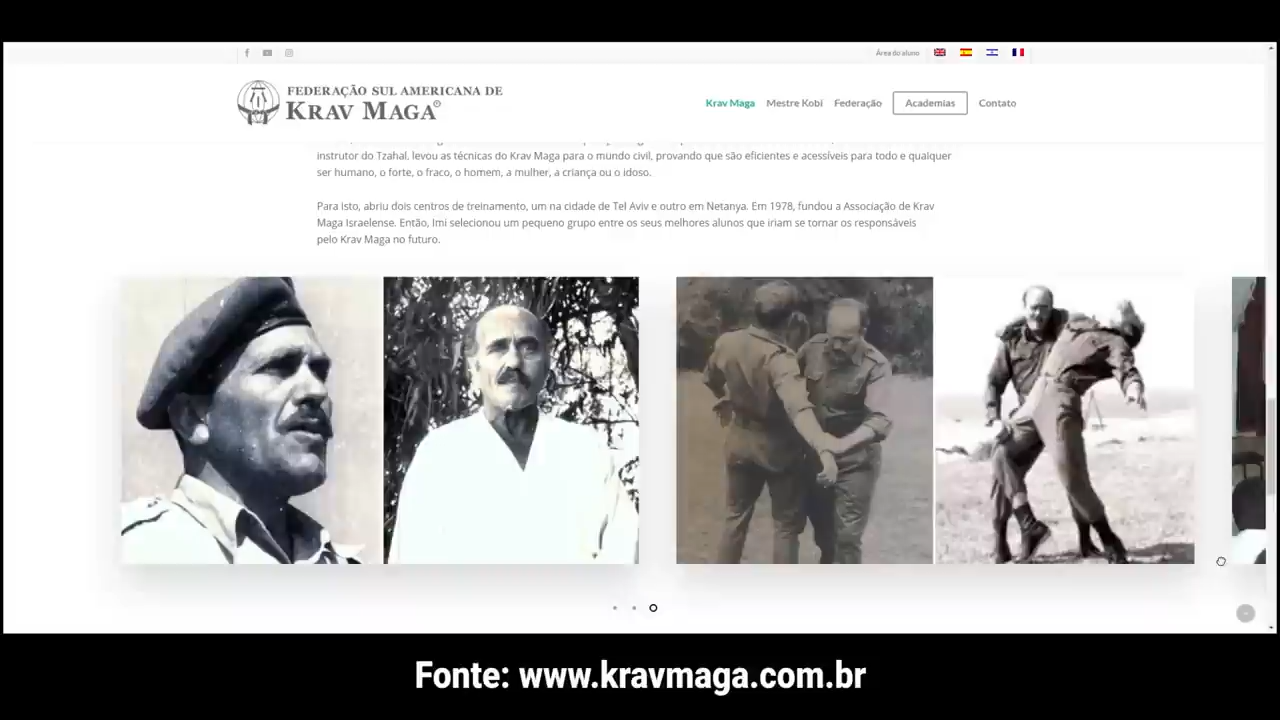 Área do aluno
FEDERAÇÃO SUL AMERICANA DE
KRAV MAGA®
Krav Maga Mestre Kobi Federação Academias Contato
instrutor do Tzahal, levou as técnicas do Krav Maga para o mundo civil, provando que são eficientes e acessíveis para todo e qualquer
ser humano, o forte, o fraco, o homem, a mulher, a criança ou o idoso.
Para Isto, abriu dois centros de treinamento, um na cidade de Tel Aviv e outro em Netanya. Em 1978, fundou a Associação de Krav
Maga Israelense. Então, Imi selecionou um pequeno grupo entre os seus melhores alunos que iriam se tornar os responsáveis
pelo Krav Maga no futuro.
Fonte: www.kravmaga.com.br